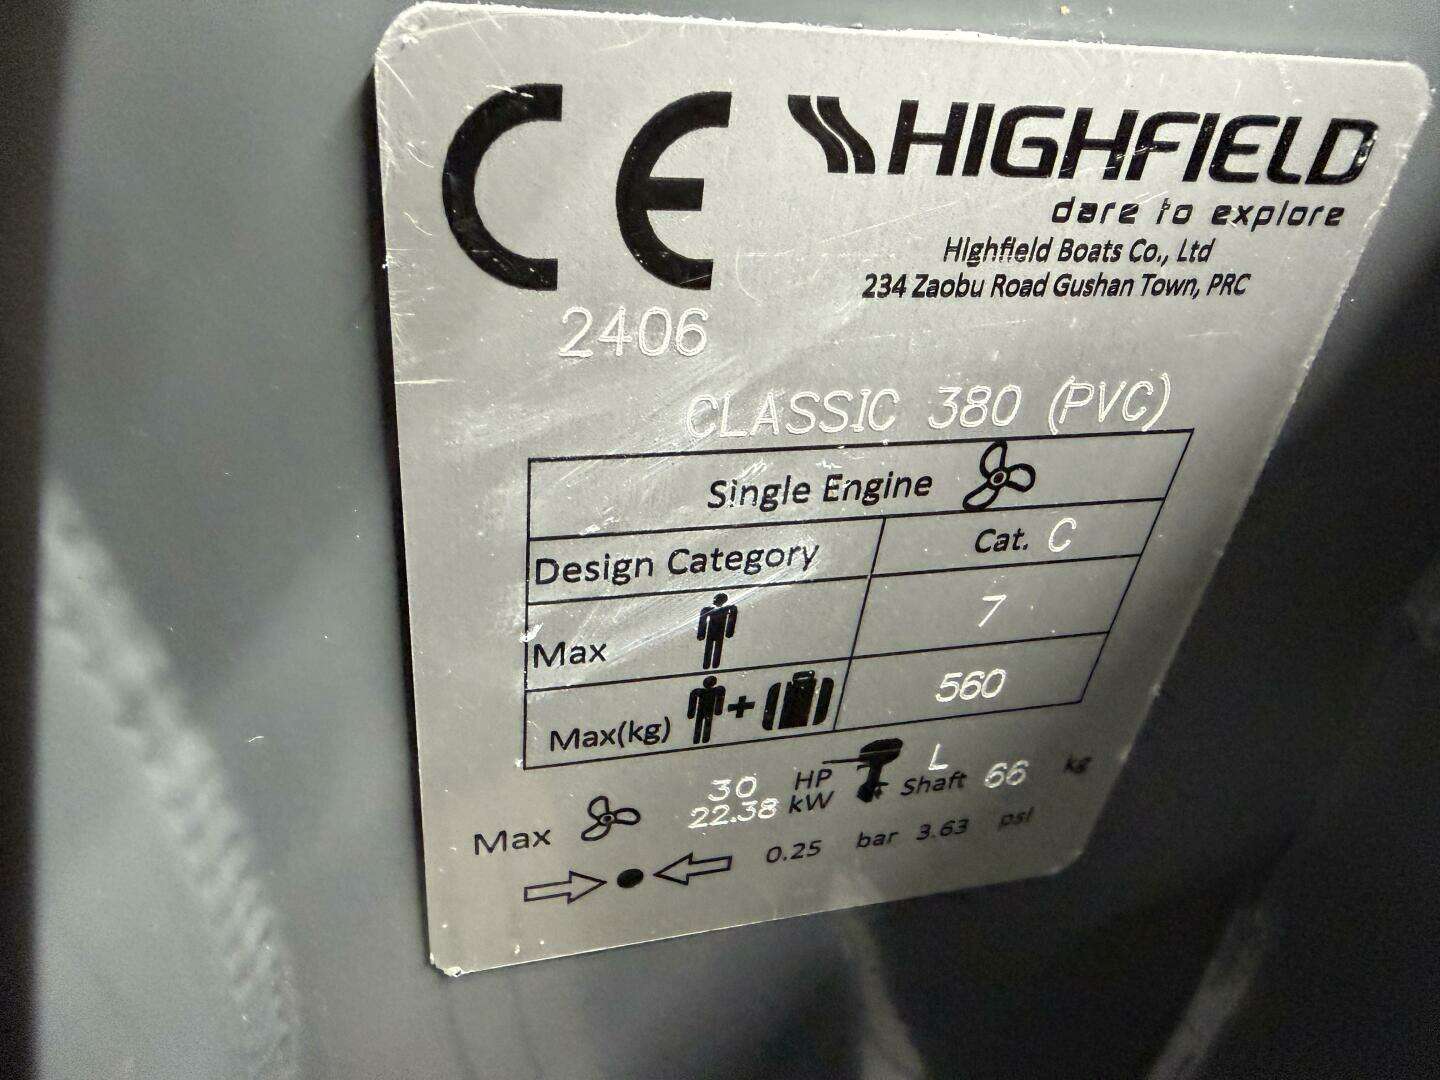 CE
HIGHFIELD
dare to explore
Highfield Boats Co., Ltd
234 Zaobu Road Gushan Town, PRC
2406
CLASSIC 380 (PVC)
Single Engine
Design Category Cat. C
Max 7
Max(kg) + 560
Max 30 HP L Shaft 66 kg
22.38 kW
0.25 bar 3.63 psi